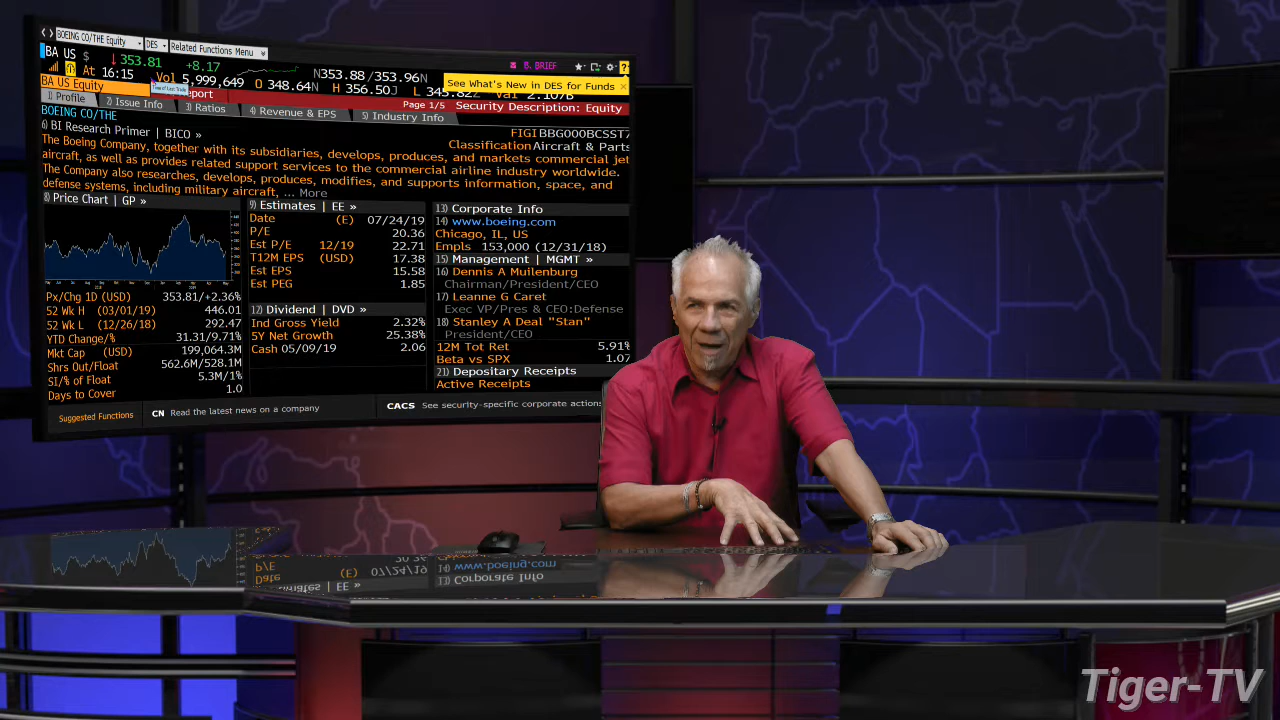 BOEING CO/THE Equity DES Related Functions Menu
BA US $ ↓353.81 +8.17 N353.88/353.96N B. BRIEF ?
At 16:15 Vol 5,999,649 O 348.64N H 356.50J L
BA US Equity
See What's New in DES for Funds ×
Page 1/5 Security Description: Equity
1) Profile 2) Issue Info 3) Ratios 4) Revenue & EPS 5) Industry Info
BOEING CO/THE
6) BI Research Primer | BICO »
FIGI BBG000BCSST7
Classification Aircraft & Parts
The Boeing Company, together with its subsidiaries, develops, produces, and markets commercial jet
aircraft, as well as provides related support services to the commercial airline industry worldwide.
The Company also researches, develops, produces, modifies, and supports information, space, and
defense systems, including military aircraft, ... More
8) Price Chart | GP »
Px/Chg 1D (USD) 353.81/+2.36%
52 Wk H (03/01/19) 446.01
52 Wk L (12/26/18) 292.47
YTD Change/% 31.31/9.71%
Mkt Cap (USD) 199,064.3M
Shrs Out/Float 562.6M/528.1M
SI/% of Float 5.3M/1%
Days to Cover 1.0
9) Estimates | EE »
Date (E) 07/24/19
P/E 20.36
Est P/E 12/19 22.71
T12M EPS (USD) 17.38
Est EPS 15.58
Est PEG 1.85
12) Dividend | DVD »
Ind Gross Yield 2.32%
5Y Net Growth 25.38%
Cash 05/09/19 2.06
13) Corporate Info
14) www.boeing.com
Chicago, IL, US
Empls 153,000 (12/31/18)
15) Management | MGMT »
16) Dennis A Muilenburg
Chairman/President/CEO
17) Leanne G Caret
Exec VP/Pres & CEO:Defense
18) Stanley A Deal "Stan"
President/CEO
12M Tot Ret 5.91%
Beta vs SPX 1.07
21) Depositary Receipts
Active Receipts
Suggested Functions CN Read the latest news on a company CACS See security-specific corporate actions
Tiger-TV